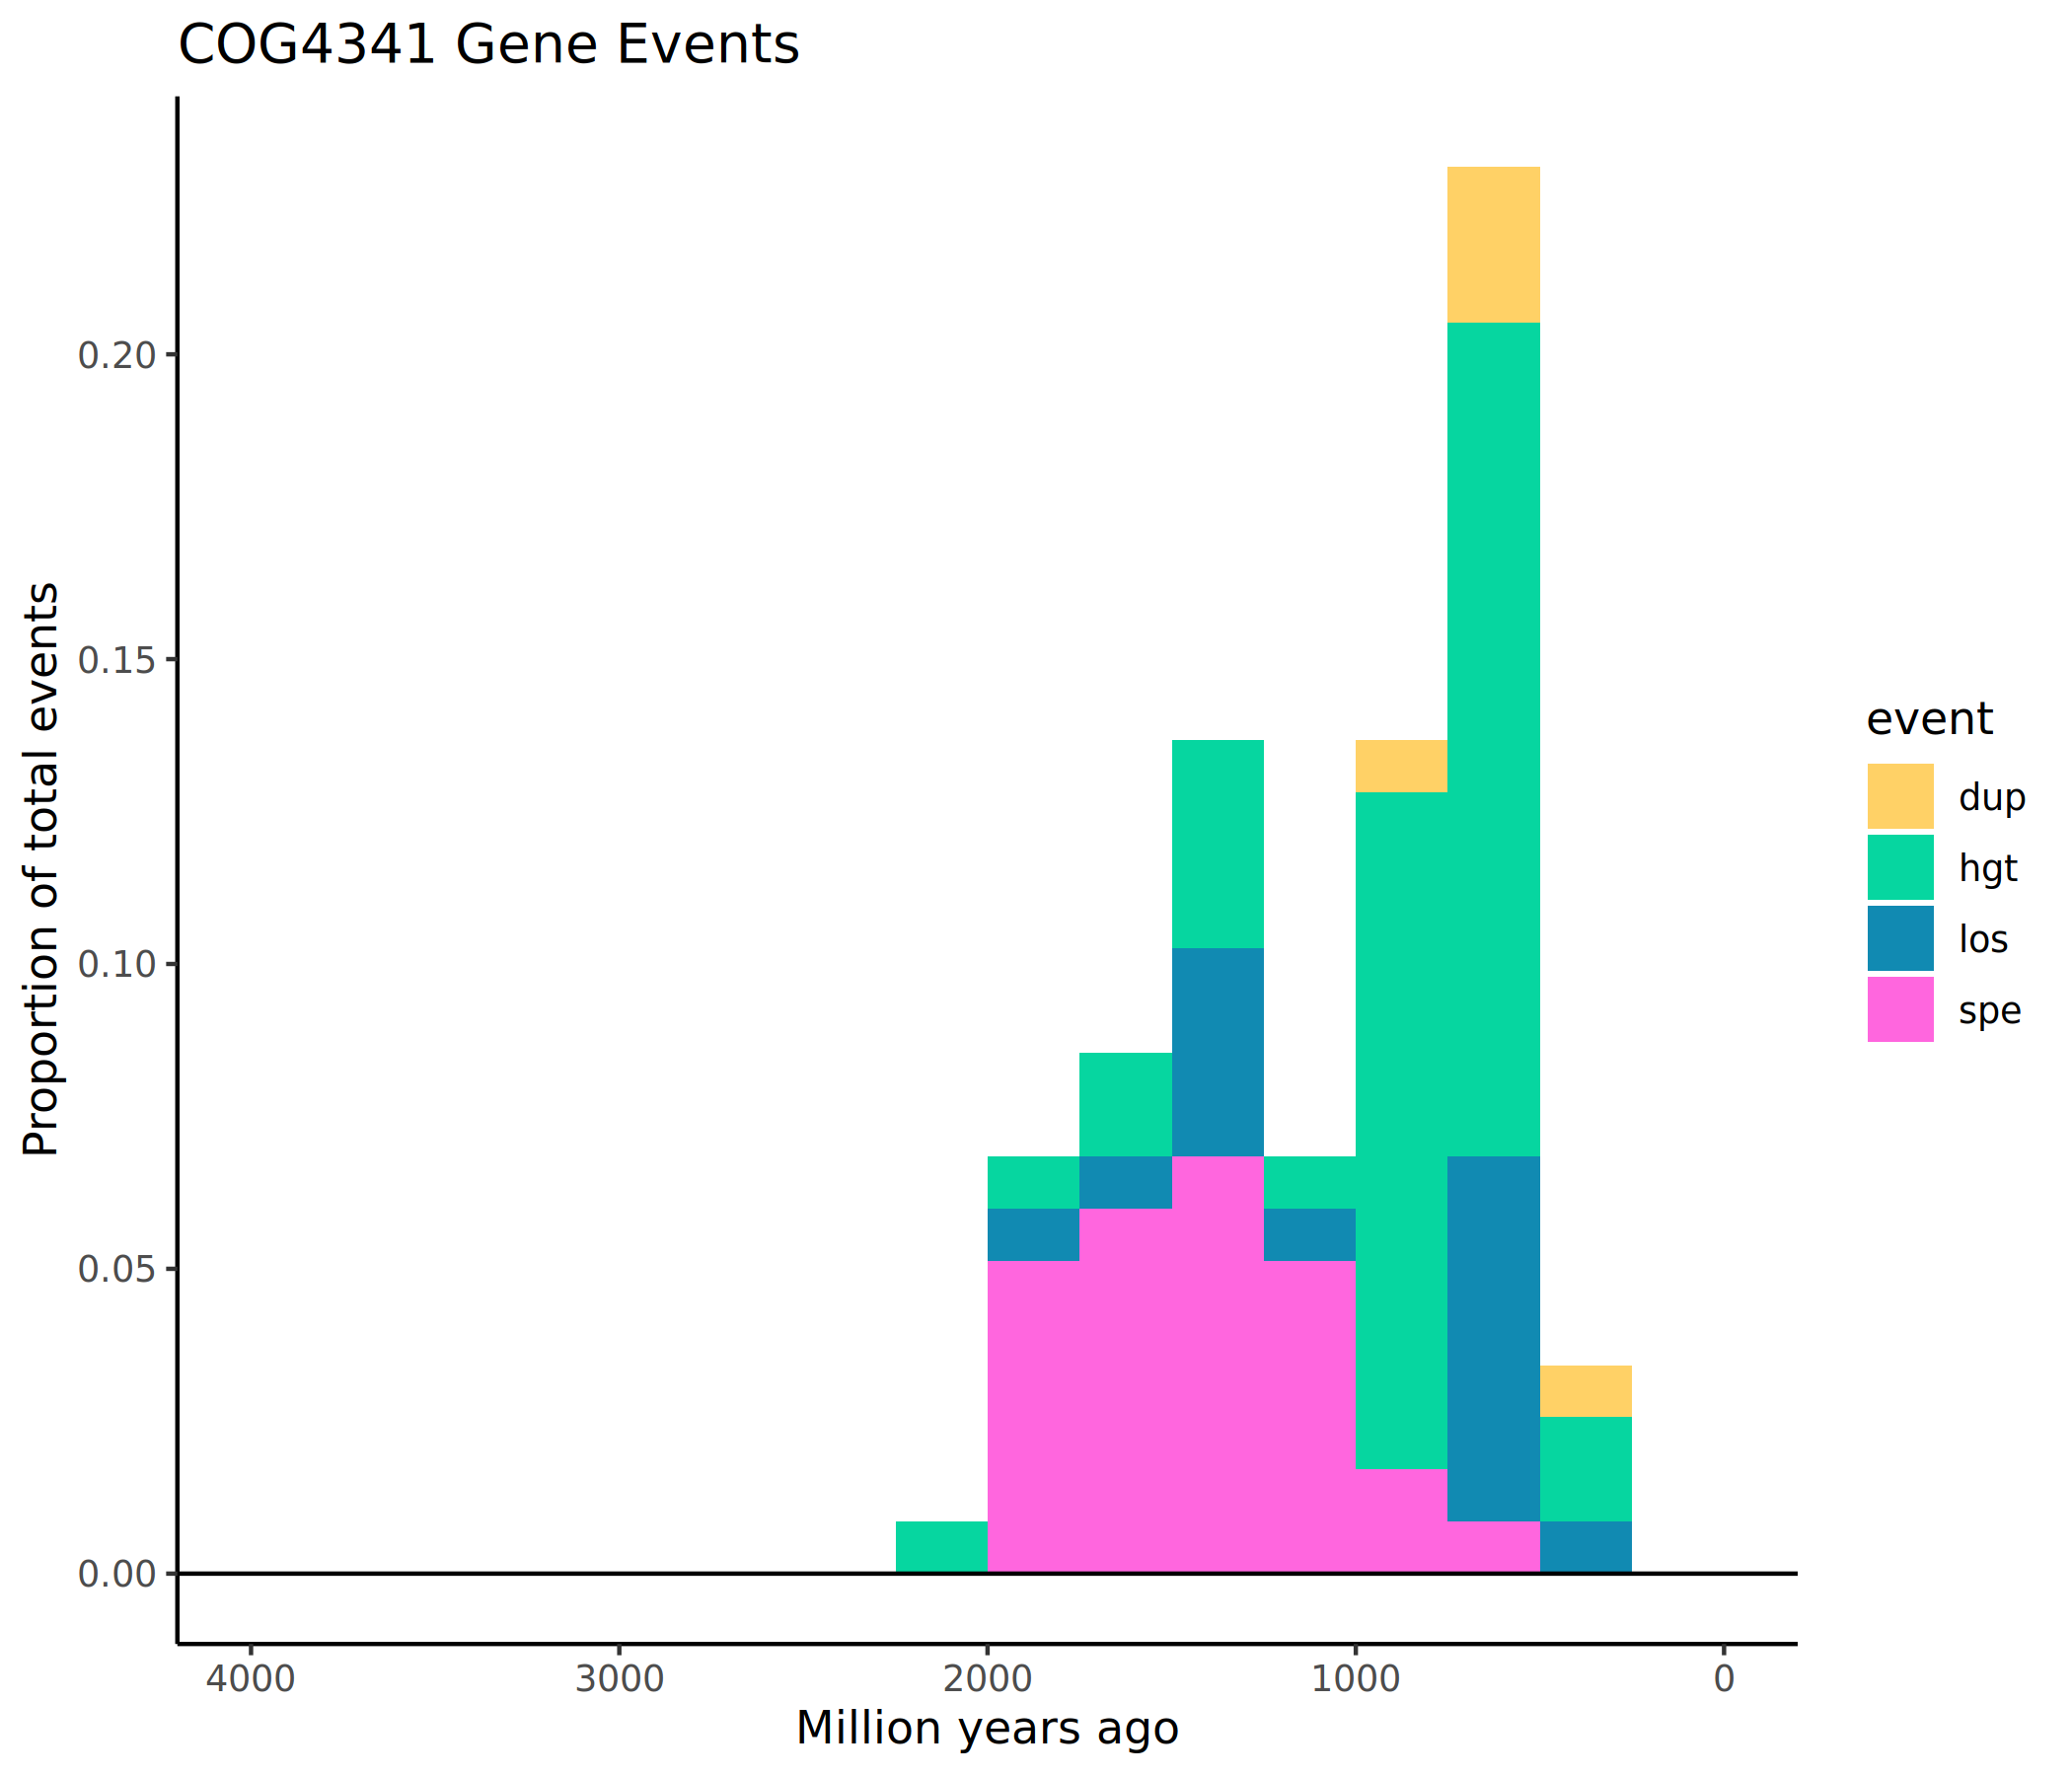 COG4341 Gene Events
Proportion of total events
0.20
0.15
0.10
0.05
0.00
4000 3000 2000 1000 0
Million years ago
event
dup
hgt
los
spe